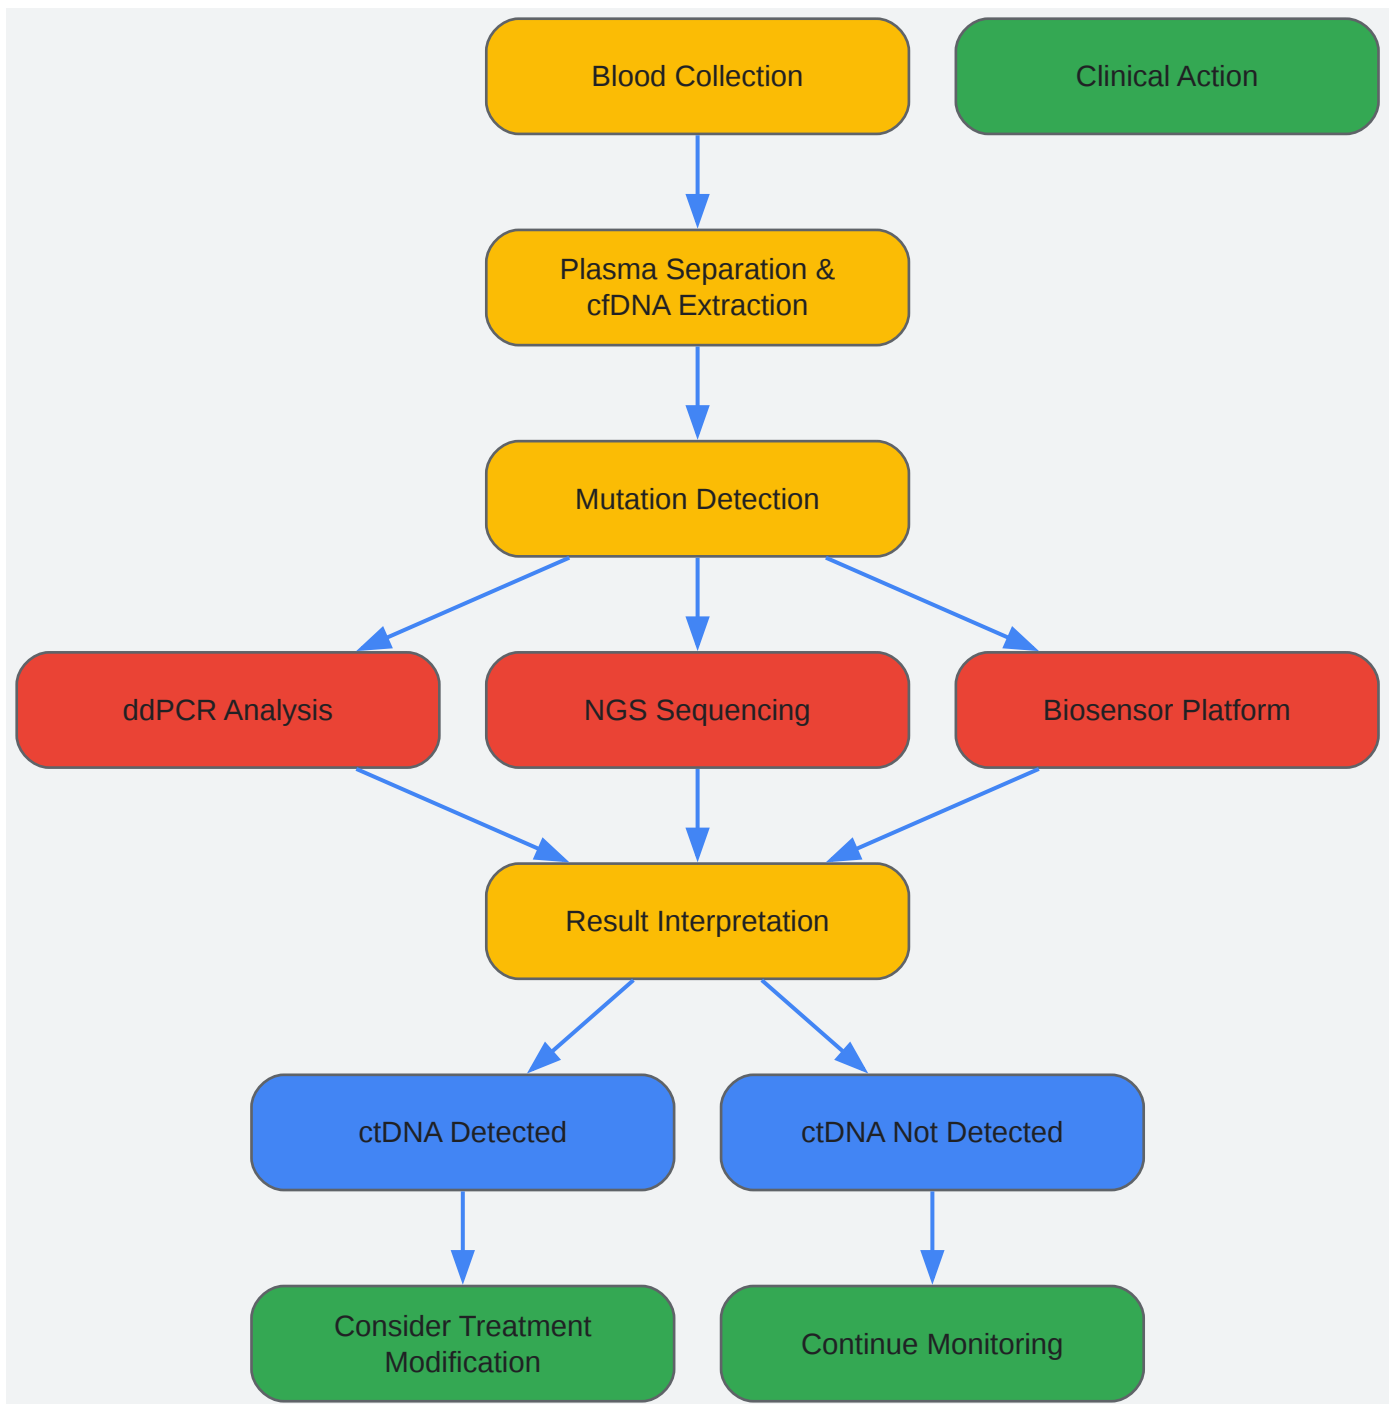 Blood Collection
Clinical Action
Plasma Separation &
cfDNA Extraction
Mutation Detection
ddPCR Analysis
NGS Sequencing
Biosensor Platform
Result Interpretation
ctDNA Detected
ctDNA Not Detected
Consider Treatment
Modification
Continue Monitoring